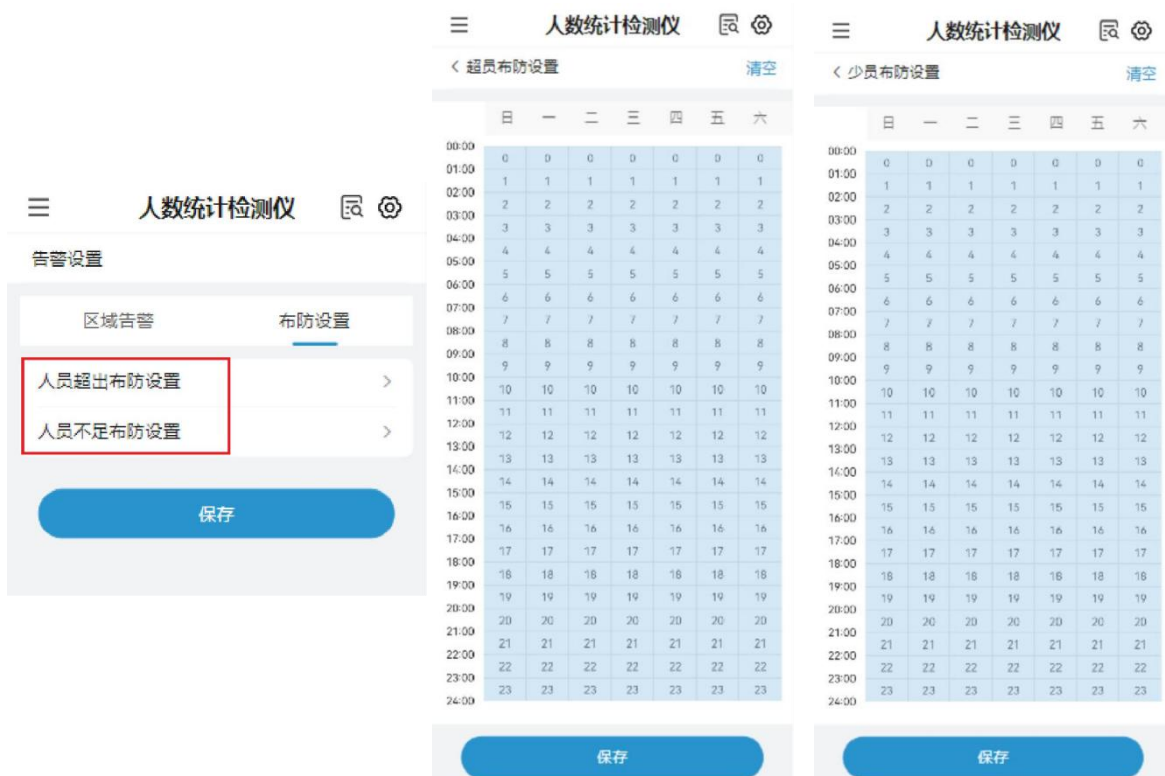 人数统计检测仪
告警设置
区域告警 布防设置
人员超出布防设置
人员不足布防设置
保存
人数统计检测仪
超员布防设置 清空
日 一 二 三 四 五 六
00:00
0 0 0 0 0 0 0
01:00
1 1 1 1 1 1 1
02:00
2 2 2 2 2 2 2
03:00
3 3 3 3 3 3 3
04:00
4 4 4 4 4 4 4
05:00
5 5 5 5 5 5 5
06:00
6 6 6 6 6 6 6
07:00
7 7 7 7 7 7 7
08:00
8 8 8 8 8 8 8
09:00
9 9 9 9 9 9 9
10:00
10 10 10 10 10 10 10
11:00
11 11 11 11 11 11 11
12:00
12 12 12 12 12 12 12
13:00
13 13 13 13 13 13 13
14:00
14 14 14 14 14 14 14
15:00
15 15 15 15 15 15 15
16:00
16 16 16 16 16 16 16
17:00
17 17 17 17 17 17 17
18:00
18 18 18 18 18 18 18
19:00
19 19 19 19 19 19 19
20:00
20 20 20 20 20 20 20
21:00
21 21 21 21 21 21 21
22:00
22 22 22 22 22 22 22
23:00
23 23 23 23 23 23 23
24:00
保存
人数统计检测仪
少员布防设置 清空
日 一 二 三 四 五 六
00:00
0 0 0 0 0 0 0
01:00
1 1 1 1 1 1 1
02:00
2 2 2 2 2 2 2
03:00
3 3 3 3 3 3 3
04:00
4 4 4 4 4 4 4
05:00
5 5 5 5 5 5 5
06:00
6 6 6 6 6 6 6
07:00
7 7 7 7 7 7 7
08:00
8 8 8 8 8 8 8
09:00
9 9 9 9 9 9 9
10:00
10 10 10 10 10 10 10
11:00
11 11 11 11 11 11 11
12:00
12 12 12 12 12 12 12
13:00
13 13 13 13 13 13 13
14:00
14 14 14 14 14 14 14
15:00
15 15 15 15 15 15 15
16:00
16 16 16 16 16 16 16
17:00
17 17 17 17 17 17 17
18:00
18 18 18 18 18 18 18
19:00
19 19 19 19 19 19 19
20:00
20 20 20 20 20 20 20
21:00
21 21 21 21 21 21 21
22:00
22 22 22 22 22 22 22
23:00
23 23 23 23 23 23 23
24:00
保存